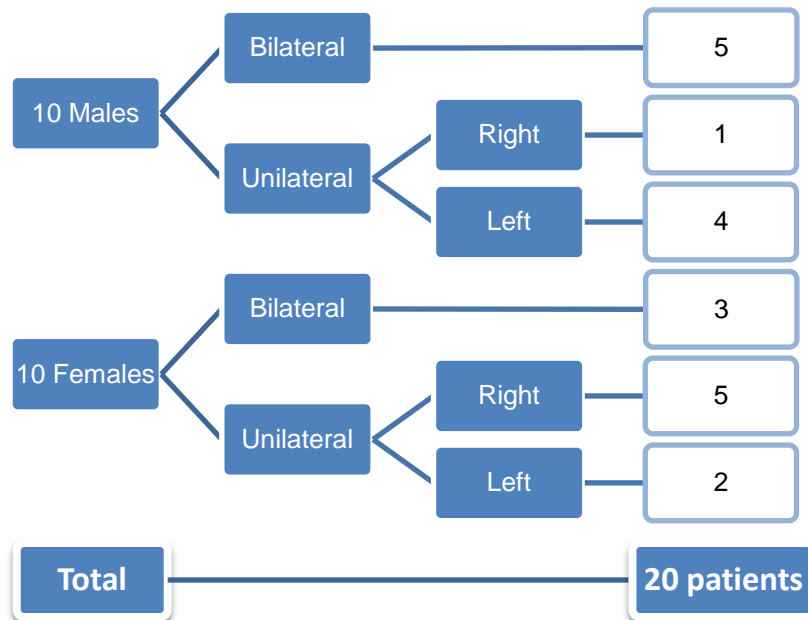 Bilateral
5
10 Males
Right
1
Unilateral
Left
4
Bilateral
3
10 Females
Right
5
Unilateral
Left
2
Total
20 patients